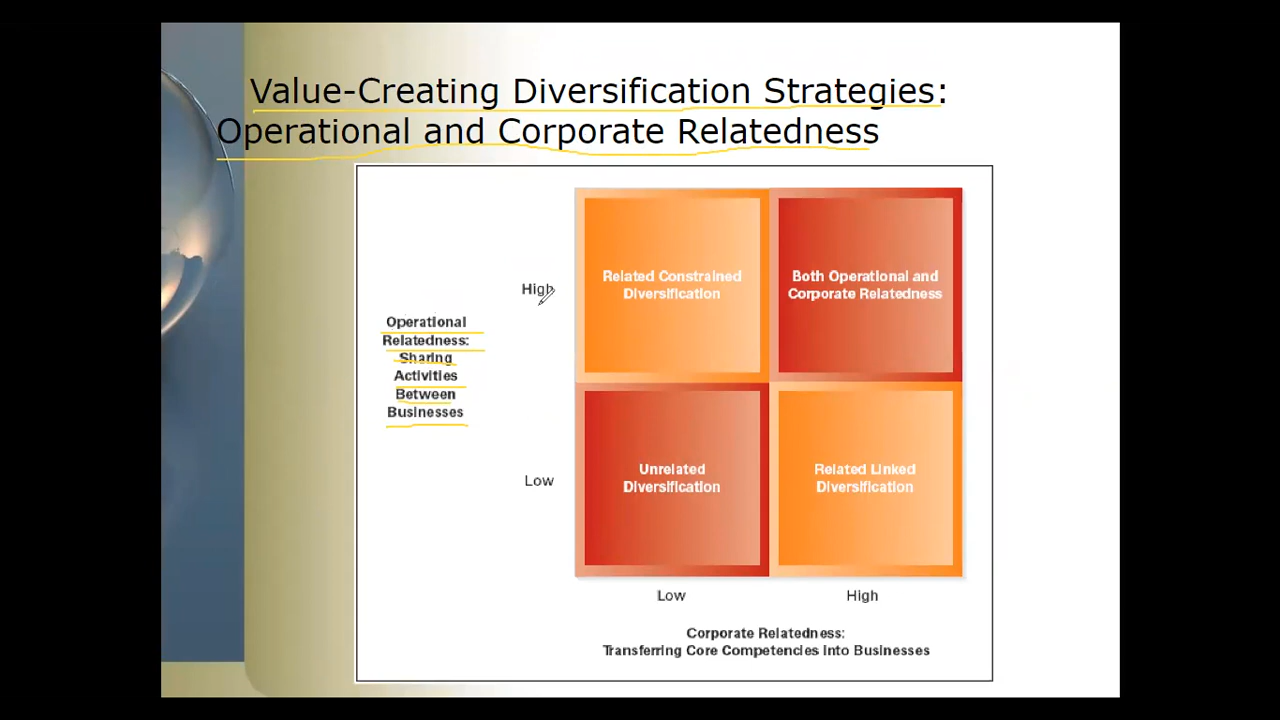 Value-Creating Diversification Strategies:
Operational and Corporate Relatedness
Related Constrained
Diversification
Both Operational and
Corporate Relatedness
High
Operational
Relatedness:
Sharing
Activities
Between
Businesses
Unrelated
Diversification
Related Linked
Diversification
Low
Low
High
Corporate Relatedness:
Transferring Core Competencies into Businesses